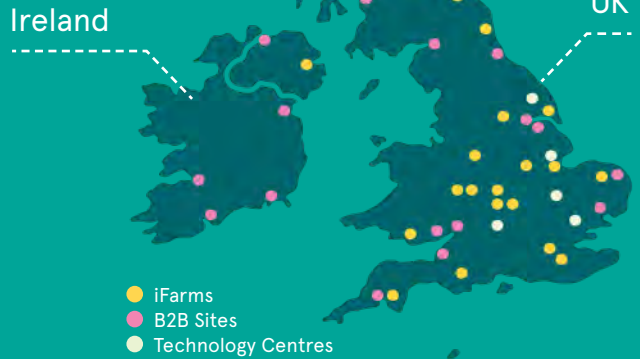 UK
Ireland
iFarms
B2B Sites
Technology Centres